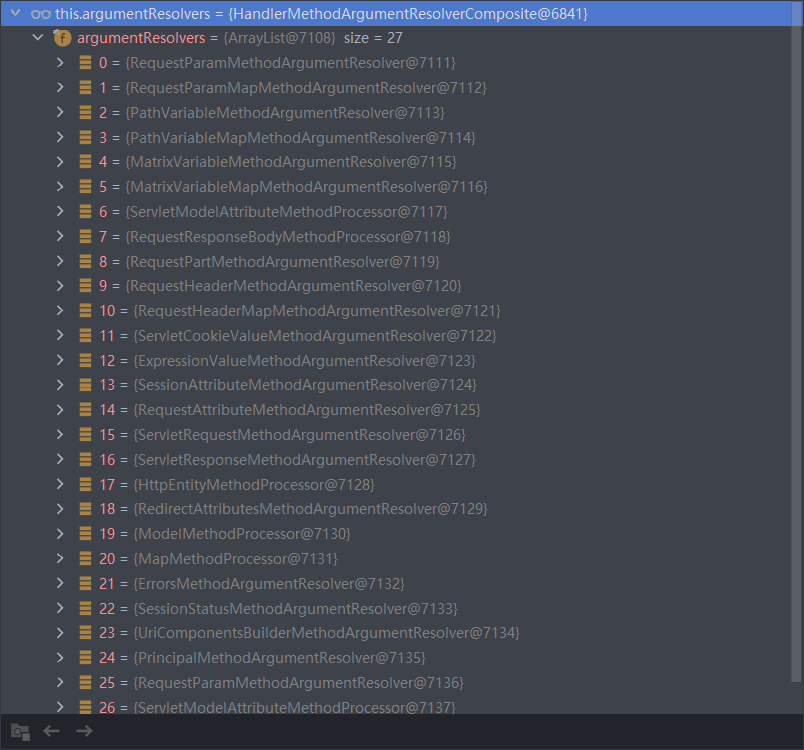 this.argumentResolvers = {HandlerMethodArgumentResolverComposite@6841}
f argumentResolvers = {ArrayList@7108} size = 27
0 = {RequestParamMethodArgumentResolver@7111}
1 = {RequestParamMapMethodArgumentResolver@7112}
2 = {PathVariableMethodArgumentResolver@7113}
3 = {PathVariableMapMethodArgumentResolver@7114}
4 = {MatrixVariableMethodArgumentResolver@7115}
5 = {MatrixVariableMapMethodArgumentResolver@7116}
6 = {ServletModelAttributeMethodProcessor@7117}
7 = {RequestResponseBodyMethodProcessor@7118}
8 = {RequestPartMethodArgumentResolver@7119}
9 = {RequestHeaderMethodArgumentResolver@7120}
10 = {RequestHeaderMapMethodArgumentResolver@7121}
11 = {ServletCookieValueMethodArgumentResolver@7122}
12 = {ExpressionValueMethodArgumentResolver@7123}
13 = {SessionAttributeMethodArgumentResolver@7124}
14 = {RequestAttributeMethodArgumentResolver@7125}
15 = {ServletRequestMethodArgumentResolver@7126}
16 = {ServletResponseMethodArgumentResolver@7127}
17 = {HttpEntityMethodProcessor@7128}
18 = {RedirectAttributesMethodArgumentResolver@7129}
19 = {ModelMethodProcessor@7130}
20 = {MapMethodProcessor@7131}
21 = {ErrorsMethodArgumentResolver@7132}
22 = {SessionStatusMethodArgumentResolver@7133}
23 = {UriComponentsBuilderMethodArgumentResolver@7134}
24 = {PrincipalMethodArgumentResolver@7135}
25 = {RequestParamMethodArgumentResolver@7136}
26 = {ServletModelAttributeMethodProcessor@7137}